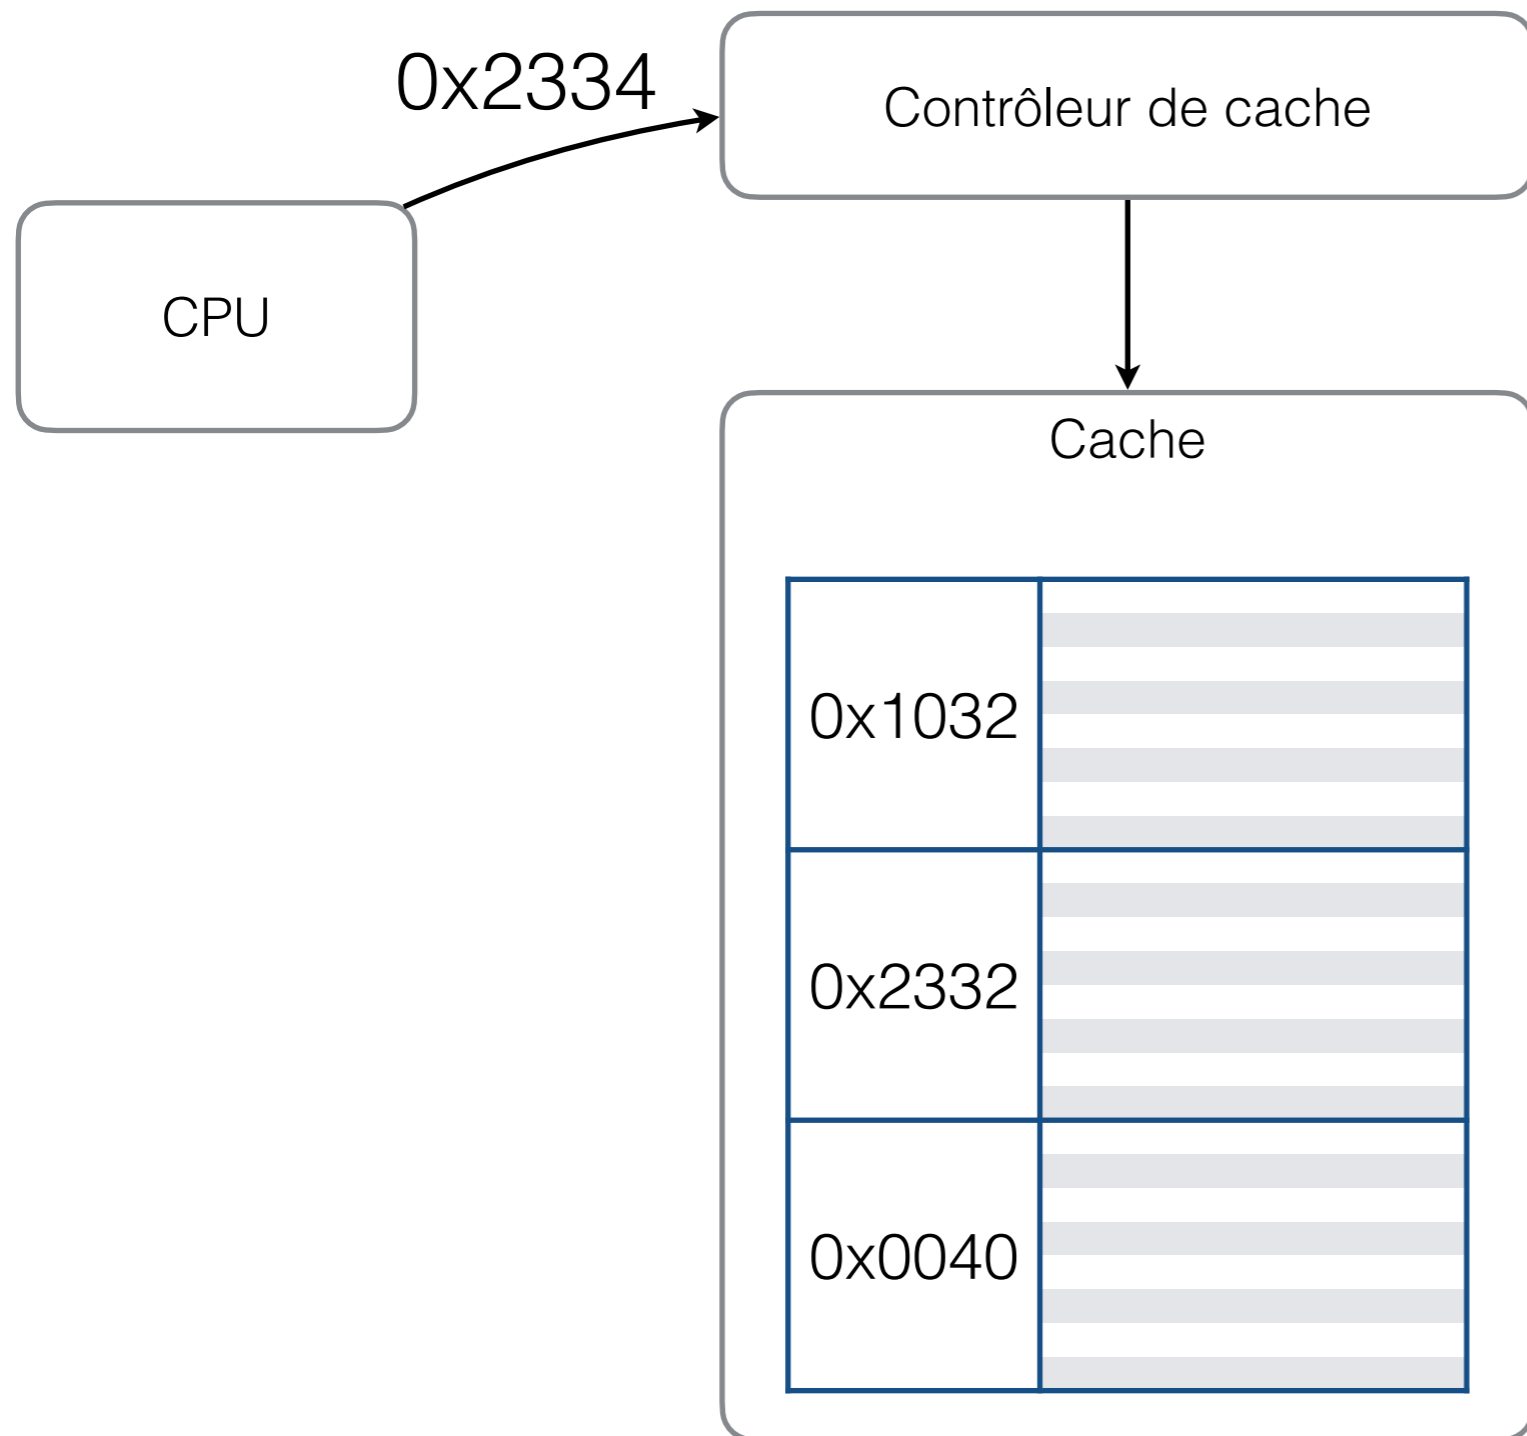 0x2334
Contrôleur de cache
CPU
Cache
0x1032
0x2332
0x0040